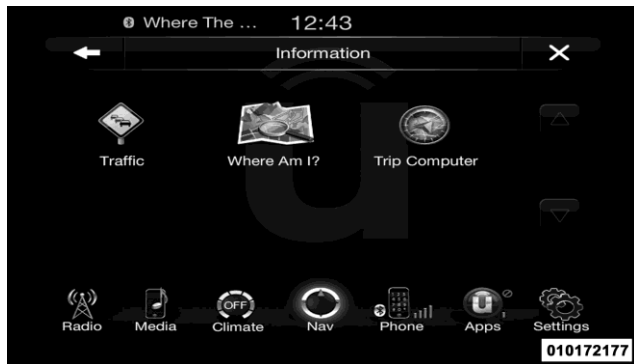 Where The ... 12:43
Information
Traffic Where Am I? Trip Computer
OFF
Radio Media Climate Nav Phone Apps Settings
010172177